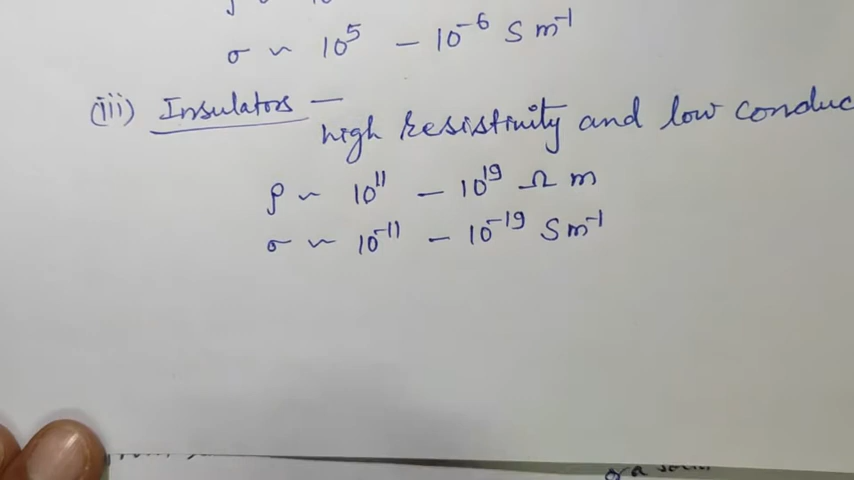 σ ~ 10⁵ – 10⁻⁶ S m⁻¹
(iii) Insulators –
high resistivity and low conduc
ρ ~ 10¹¹ – 10¹⁹ Ω m
σ ~ 10⁻¹¹ – 10⁻¹⁹ S m⁻¹